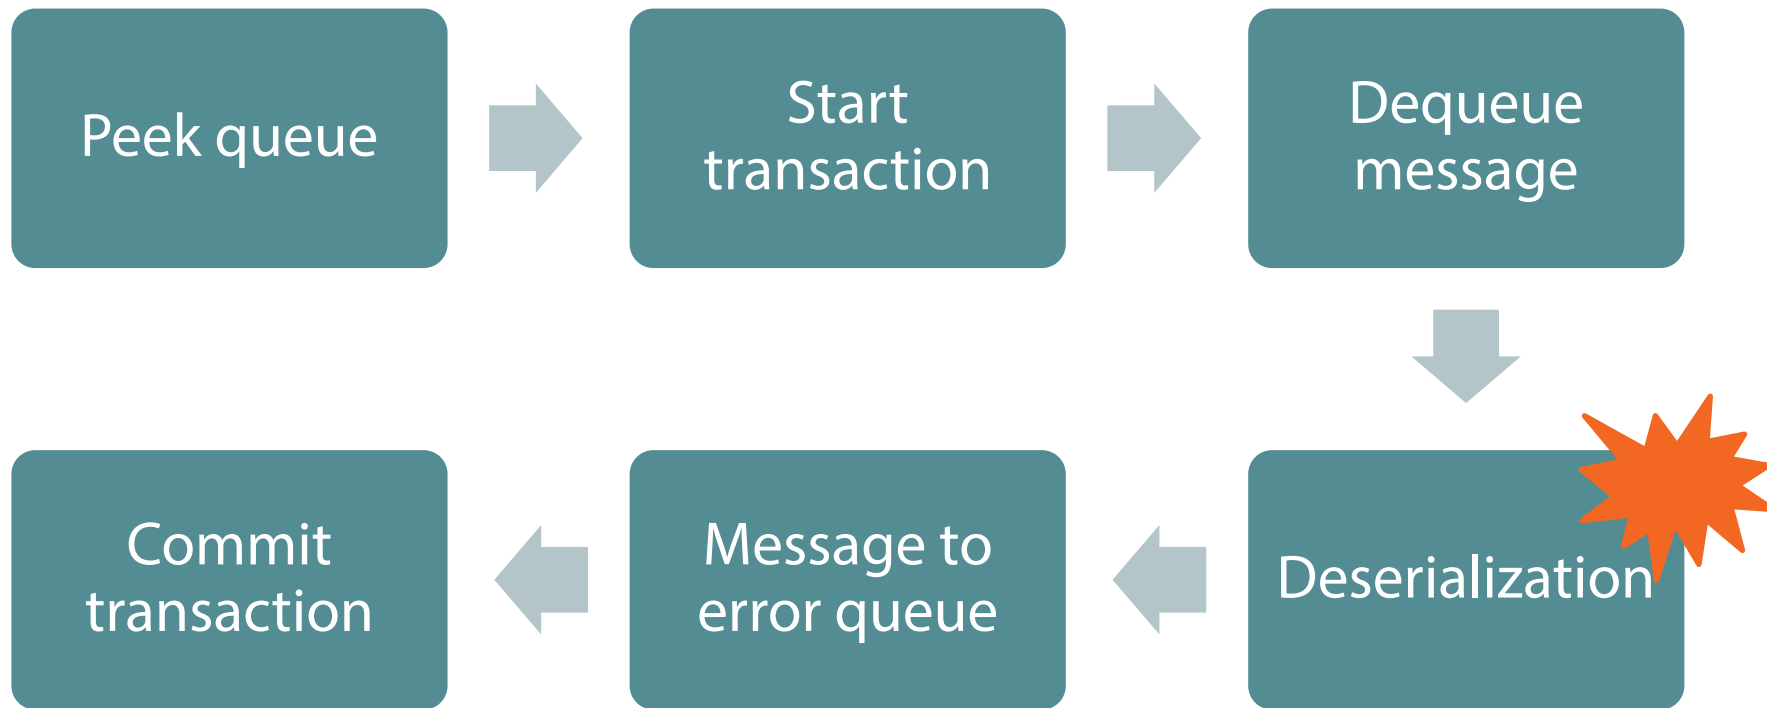 Peek queue
Start
transaction
Dequeue
message
Deserialization
Message to
error queue
Commit
transaction